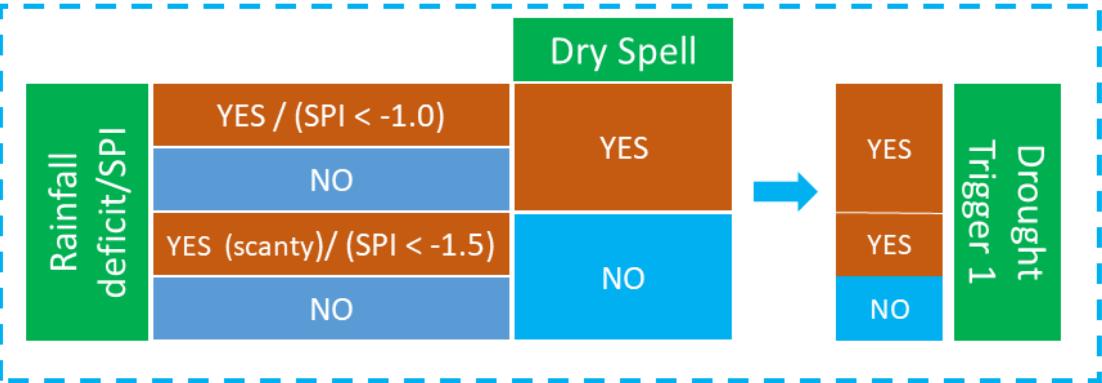 Dry Spell
Rainfall
deficit/SPI
YES / (SPI < -1.0)
NO
YES (scanty)/ (SPI < -1.5)
NO
YES
NO
YES
YES
NO
Drought
Trigger 1